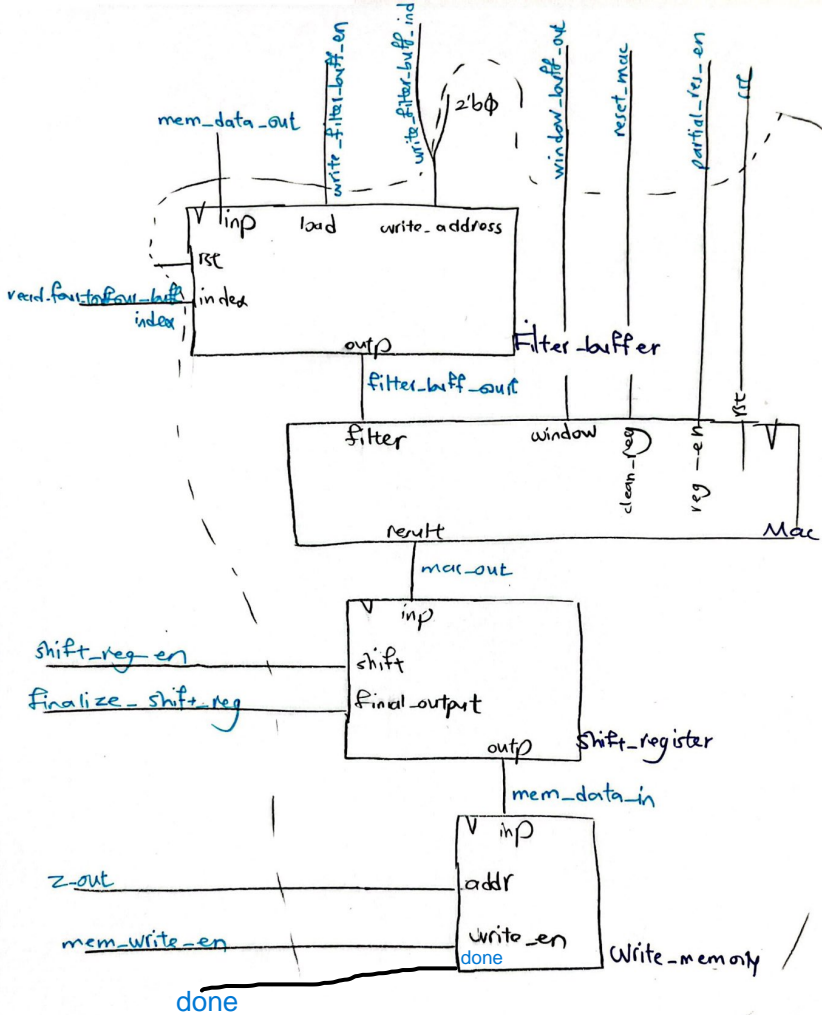 write_filter_buff_en
write_filter_buff_ind
2'bϕ
window_buff_out
reset_mac
partial_res_en
rst
mem_data_out
inp
load
write_address
rst
index
index
outp
Filter_buffer
filter_buff_out
filter
window
clean_reg
reg_en
rst
result
Mac
mac_out
inp
shift_reg_en
shift
finalize_shift_reg
final_output
outp
shift_register
mem_data_in
inp
z_out
addr
mem_write_en
write_en
done
Write_memory
done